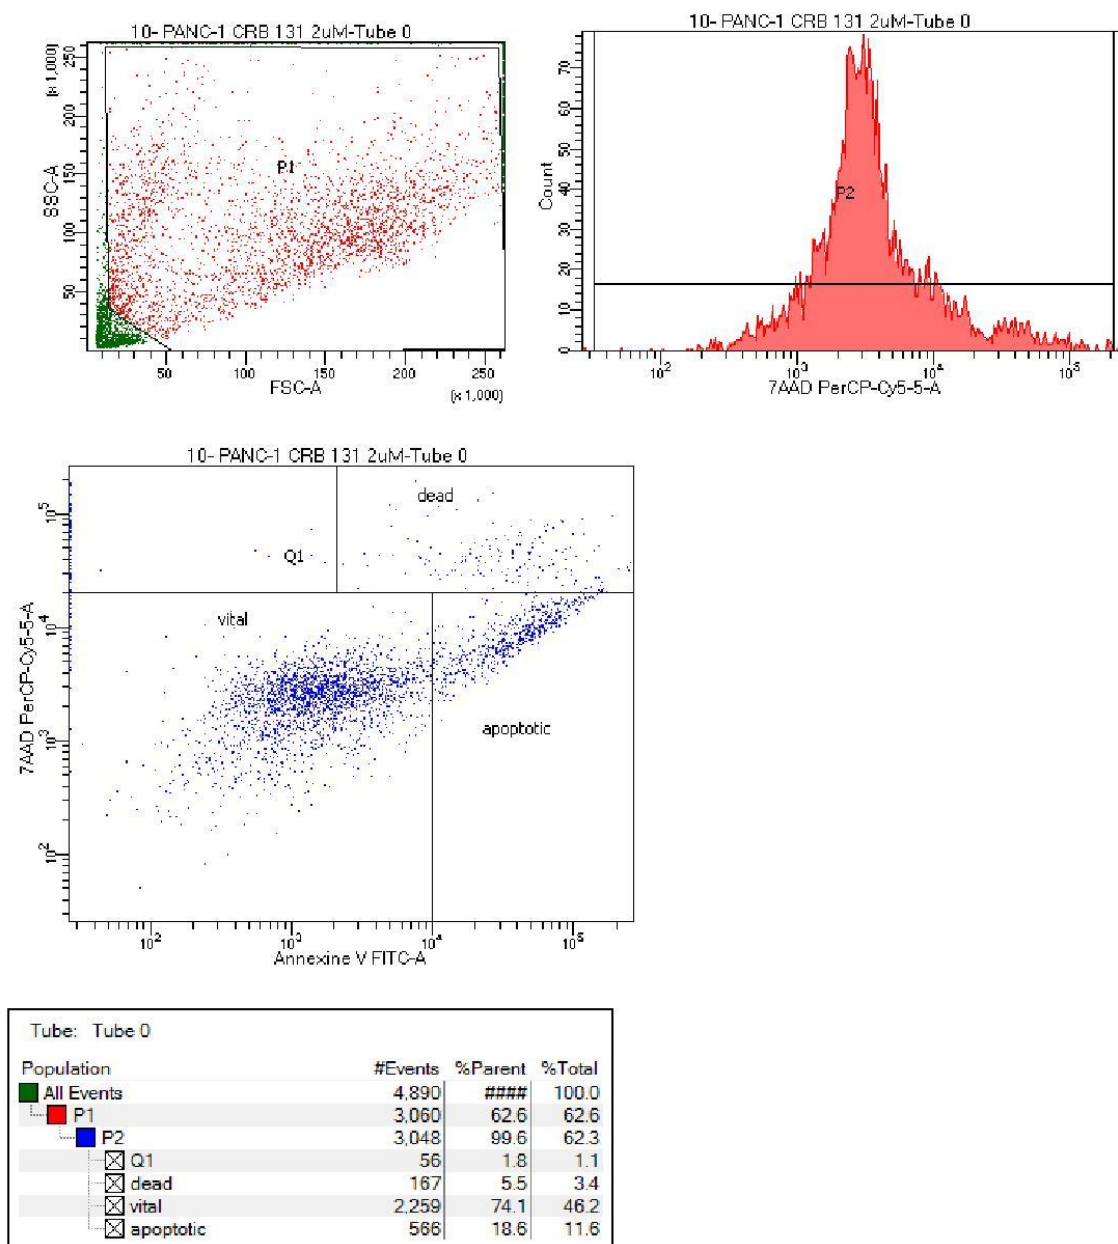 10- PANC-1 CRB 131 2uM-Tube 0
(x 1,000)
SSC-A
250
200
150
100
50
P1
50 100 150 200 250
FSC-A
(x 1,000)
10- PANC-1 CRB 131 2uM-Tube 0
Count
70
60
50
40
30
20
10
0
P2
10^2 10^3 10^4 10^5
7AAD PerCP-Cy5-5-A
10- PANC-1 CRB 131 2uM-Tube 0
7AAD PerCP-Cy5-5-A
10^5
10^4
10^3
10^2
dead
Q1
vital
apoptotic
10^2 10^3 10^4 10^5
Annexine V FITC-A
Tube: Tube 0
Population #Events %Parent %Total
All Events 4,890 #### 100.0
P1 3,060 62.6 62.6
P2 3,048 99.6 62.3
Q1 56 1.8 1.1
dead 167 5.5 3.4
vital 2,259 74.1 46.2
apoptotic 566 18.6 11.6